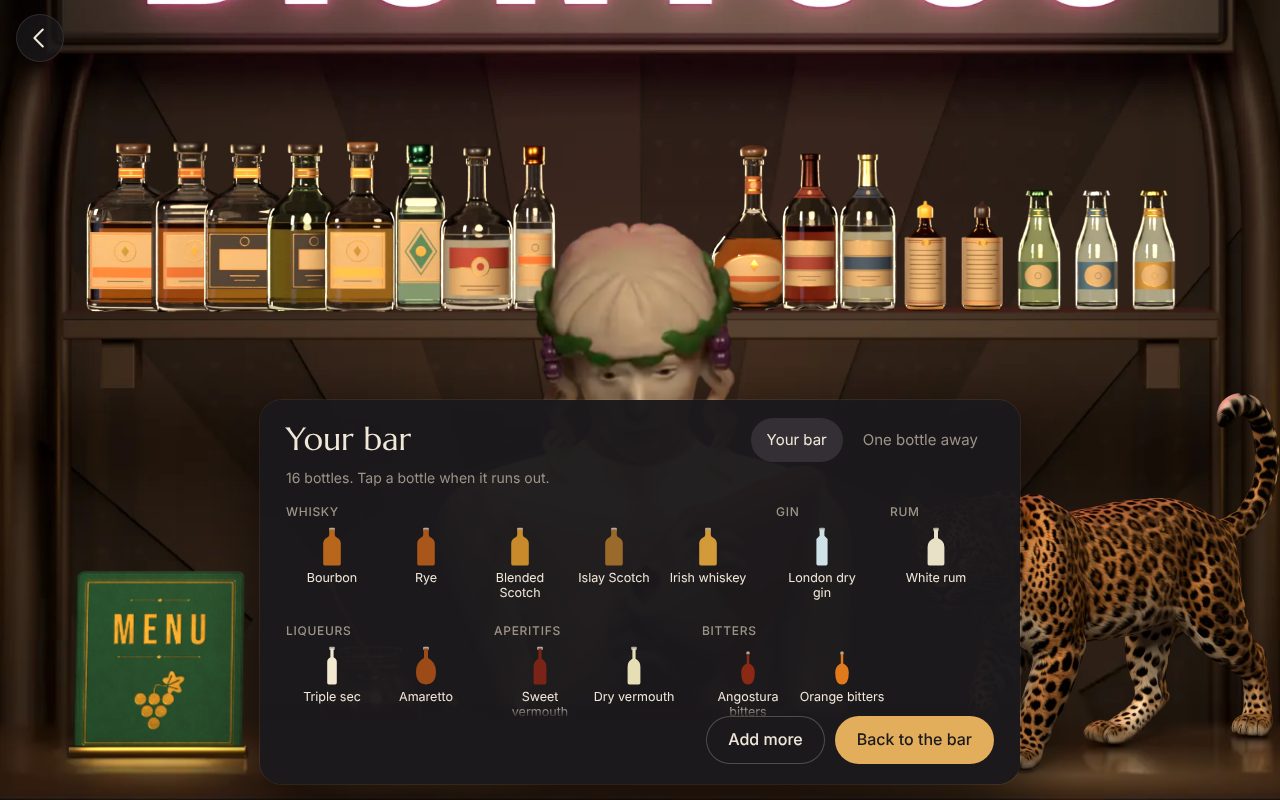 Your bar
Your bar
One bottle away
16 bottles. Tap a bottle when it runs out.
WHISKY
GIN
RUM
Bourbon
Rye
Blended
Scotch
Islay Scotch
Irish whiskey
London dry
gin
White rum
MENU
LIQUEURS
APERITIFS
BITTERS
Triple sec
Amaretto
Sweet
vermouth
Dry vermouth
Angostura
bitters
Orange bitters
Add more
Back to the bar